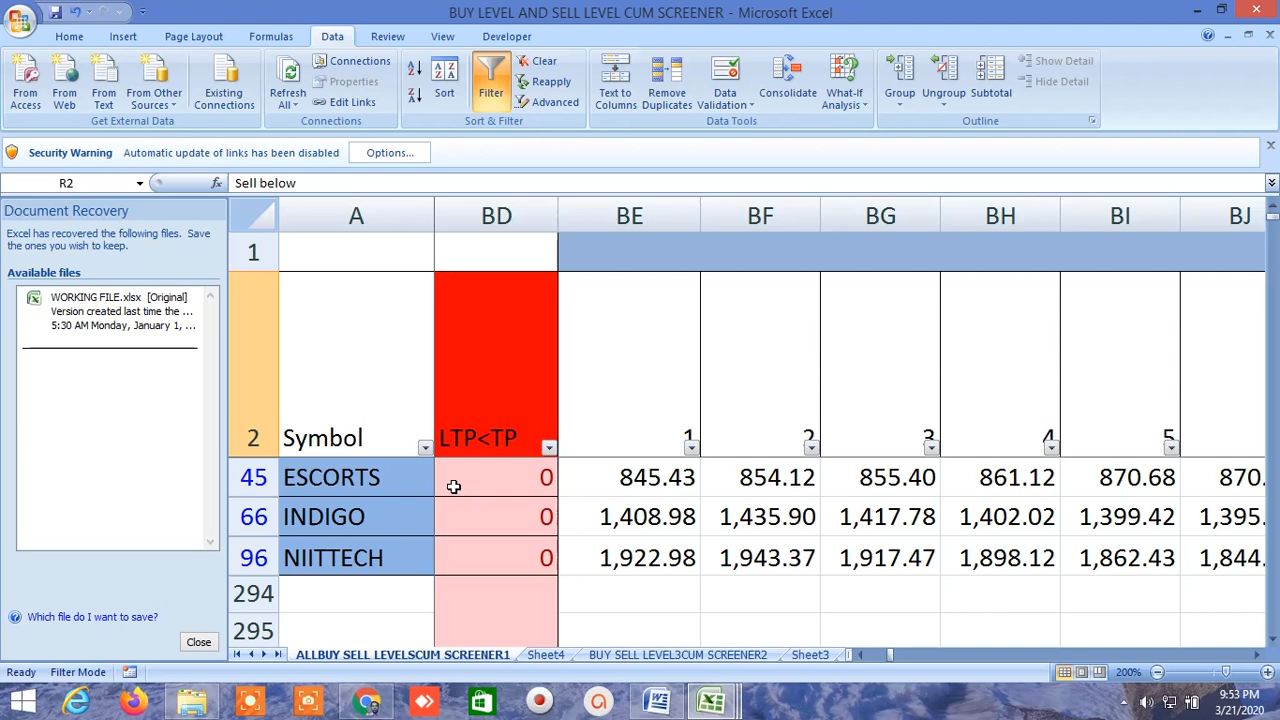 BUY LEVEL AND SELL LEVEL CUM SCREENER - Microsoft Excel
Home Insert Page Layout Formulas Data Review View Developer
From Access From Web From Text From Other Sources Existing Connections
Get External Data
Refresh All Connections Properties Edit Links
Connections
Sort Filter Clear Reapply Advanced
Sort & Filter
Text to Columns Remove Duplicates Data Validation Consolidate What-If Analysis
Data Tools
Group Ungroup Subtotal Show Detail Hide Detail
Outline
Security Warning Automatic update of links has been disabled Options...
R2 fx Sell below
Document Recovery
Excel has recovered the following files. Save
the ones you wish to keep.
Available files
WORKING FILE.xlsx [Original]
Version created last time the ...
5:30 AM Monday, January 1, ...
Which file do I want to save?
Close
A BD BE BF BG BH BI BJ
1
2 Symbol LTP<TP 1 2 3 4 5
45 ESCORTS 0 845.43 854.12 855.40 861.12 870.68 870.
66 INDIGO 0 1,408.98 1,435.90 1,417.78 1,402.02 1,399.42 1,395.
96 NIITTECH 0 1,922.98 1,943.37 1,917.47 1,898.12 1,862.43 1,844.
294
295
ALLBUY SELL LEVELSCUM SCREENER1 Sheet4 BUY SELL LEVEL3CUM SCREENER2 Sheet3
Ready Filter Mode 200%
9:53 PM
3/21/2020